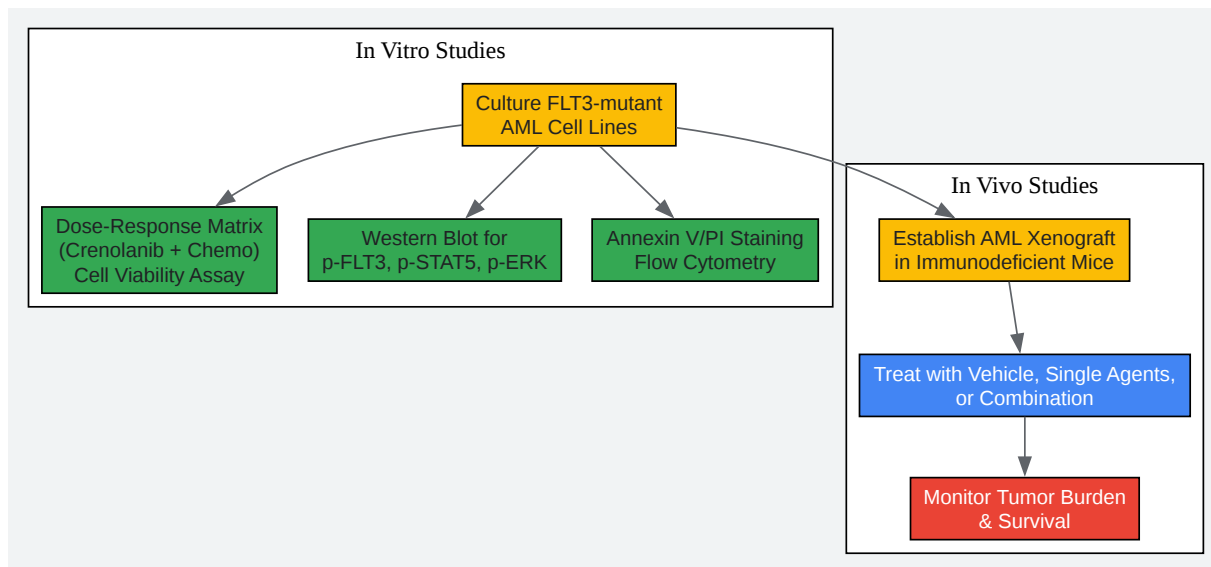 In Vitro Studies
Culture FLT3-mutant
AML Cell Lines
Dose-Response Matrix
(Crenolanib + Chemo)
Cell Viability Assay
Western Blot for
p-FLT3, p-STAT5, p-ERK
Annexin V/PI Staining
Flow Cytometry
In Vivo Studies
Establish AML Xenograft
in Immunodeficient Mice
Treat with Vehicle, Single Agents,
or Combination
Monitor Tumor Burden
& Survival